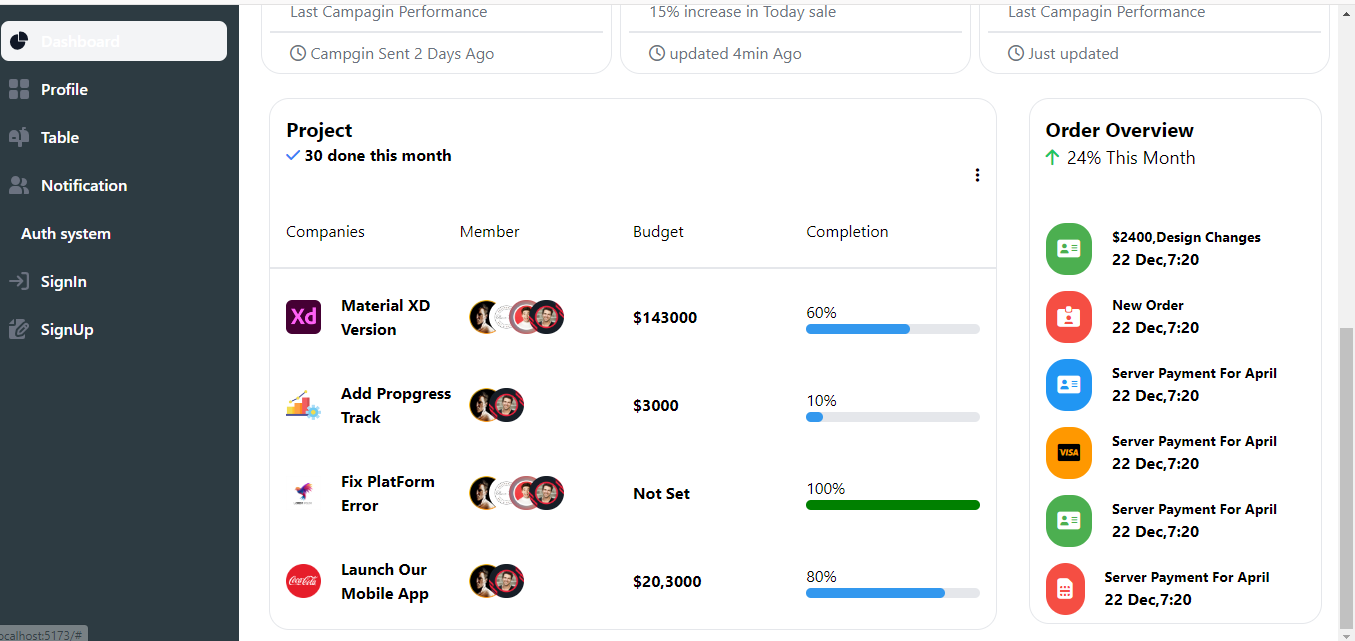 Last Campagin Performance
Campgin Sent 2 Days Ago
15% increase in Today sale
updated 4min Ago
Last Campagin Performance
Just updated
Dashboard
Profile
Table
Notification
Auth system
SignIn
SignUp
Project
30 done this month
Companies Member Budget Completion
Xd
Material XD
Version
$143000
60%
Add Propgress
Track
$3000
10%
Fix PlatForm
Error
Not Set
100%
Coca-Cola
Launch Our
Mobile App
$20,3000
80%
Order Overview
24% This Month
$2400,Design Changes
22 Dec,7:20
New Order
22 Dec,7:20
Server Payment For April
22 Dec,7:20
VISA
Server Payment For April
22 Dec,7:20
Server Payment For April
22 Dec,7:20
Server Payment For April
22 Dec,7:20
ocalhost:5173/#